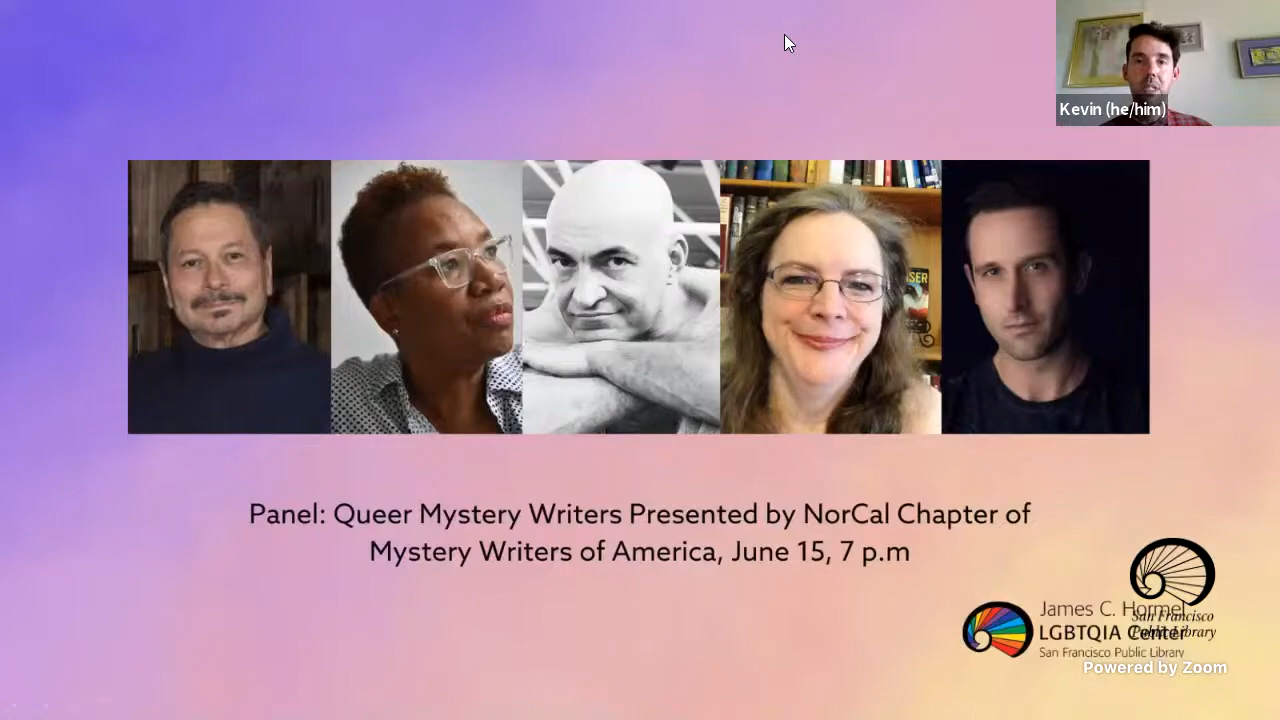 Kevin (he/him)
SER
Panel: Queer Mystery Writers Presented by NorCal Chapter of
Mystery Writers of America, June 15, 7 p.m
James C. Hormel
LGBTQIA Center
San Francisco Public Library
San Francisco
Public Library
Powered by Zoom